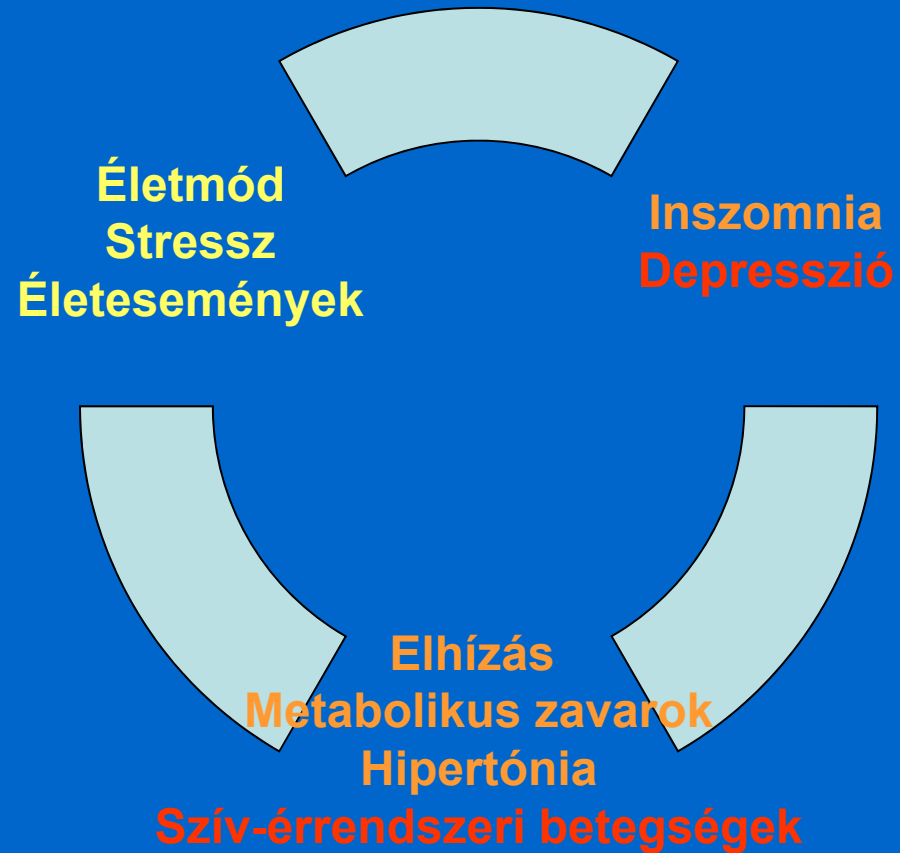 Életmód
Stressz
Életesemények
Inszomnia
Depresszió
Elhízás
Metabolikus zavarok
Hipertónia
Szív-érrendszeri betegségek